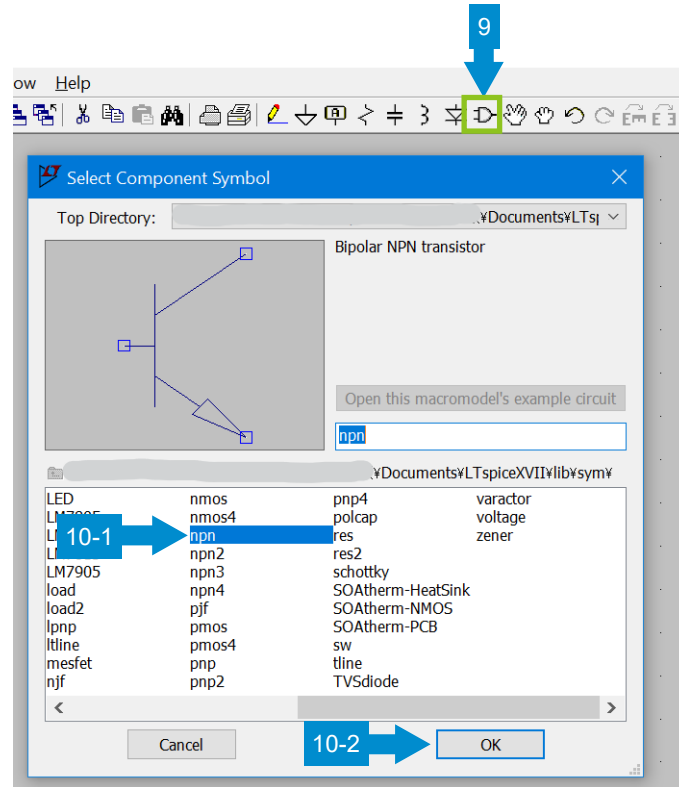 9
ow Help
Select Component Symbol
Top Directory: ¥Documents¥LTsp
Bipolar NPN transistor
Open this macromodel's example circuit
npn
¥Documents¥LTspiceXVII¥lib¥sym¥
LED nmos pnp4 varactor
nmos4 polcap voltage
10-1 npn res zener
npn2 res2
LM7905 npn3 schottky
load npn4 SOAtherm-HeatSink
load2 pjf SOAtherm-NMOS
lpnp pmos SOAtherm-PCB
ltline pmos4 sw
mesfet pnp tline
njf pnp2 TVSdiode
Cancel 10-2 OK